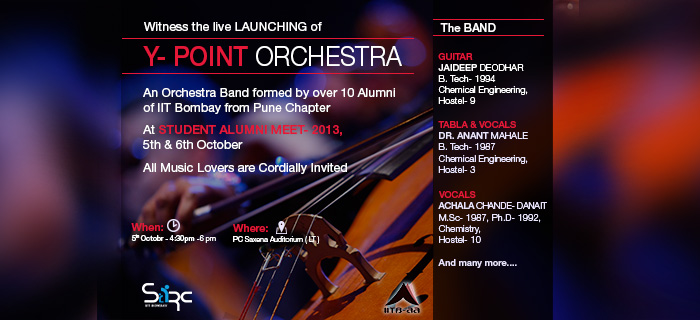 Witness the live LAUNCHING of
Y- POINT ORCHESTRA
An Orchestra Band formed by over 10 Alumni
of IIT Bombay from Pune Chapter
At STUDENT ALUMNI MEET- 2013,
5th & 6th October
All Music Lovers are Cordially Invited
When:
5th Octobr - 4:30pm -6 pm
Where:
PC Saxena Auditorium ( LT )
StARC
IIT BOMBAY
IITB-aa
The BAND
GUITAR
JAIDEEP DEODHAR
B. Tech- 1994
Chemical Engineering,
Hostel- 9
TABLA & VOCALS
DR. ANANT MAHALE
B. Tech- 1987
Chemical Engineering,
Hostel- 3
VOCALS
ACHALA CHANDE- DANAIT
M.Sc- 1987, Ph.D- 1992,
Chemistry,
Hostel- 10
And many more....